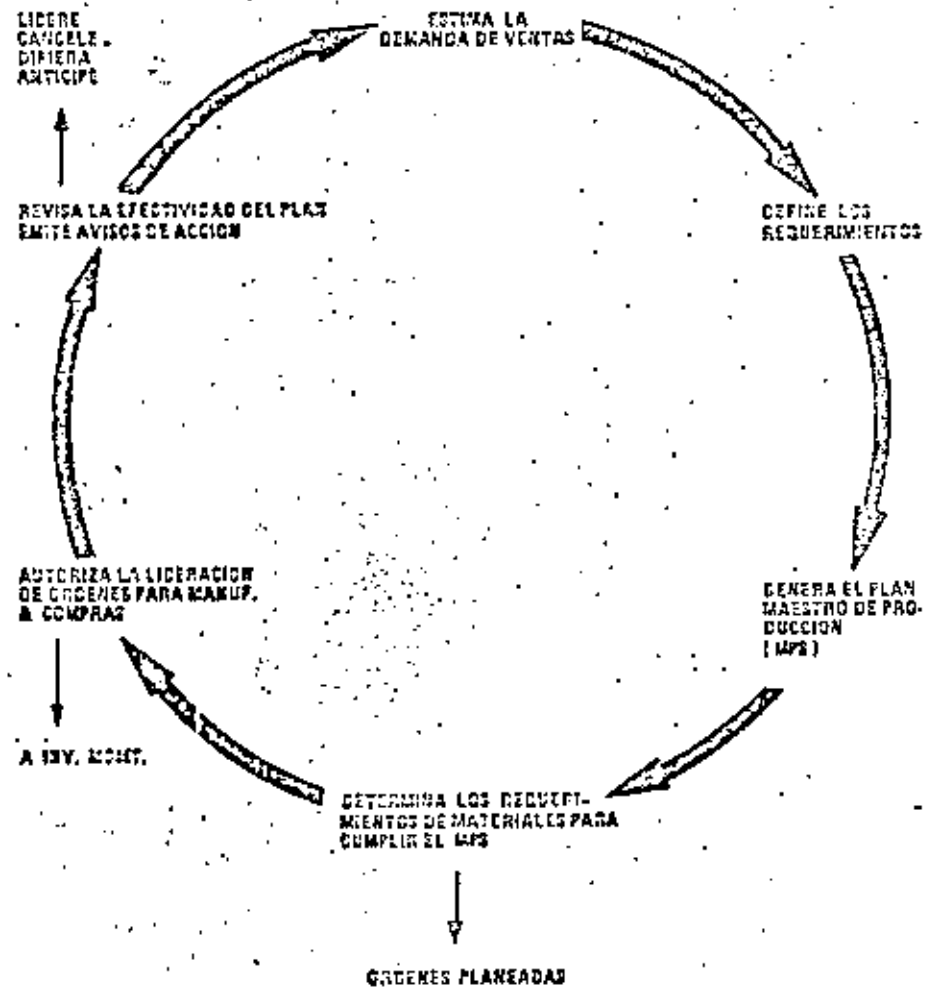 LIBERE
CANCELE
DIFIERA
ANTICIPE
ESTIMA LA
DEMANDA DE VENTAS
REVISA LA EFECTIVIDAD DEL PLAN
EMITE AVISOS DE ACCION
DEFINE LOS
REQUERIMIENTOS
AUTORIZA LA LIBERACION
DE ORDENES PARA MANUF.
& COMPRAS
GENERA EL PLAN
MAESTRO DE PRO-
DUCCION
(MPS)
A INV. MGMT.
DETERMINA LOS REQUERI-
MIENTOS DE MATERIALES PARA
CUMPLIR EL MPS
ORDENES PLANEADAS